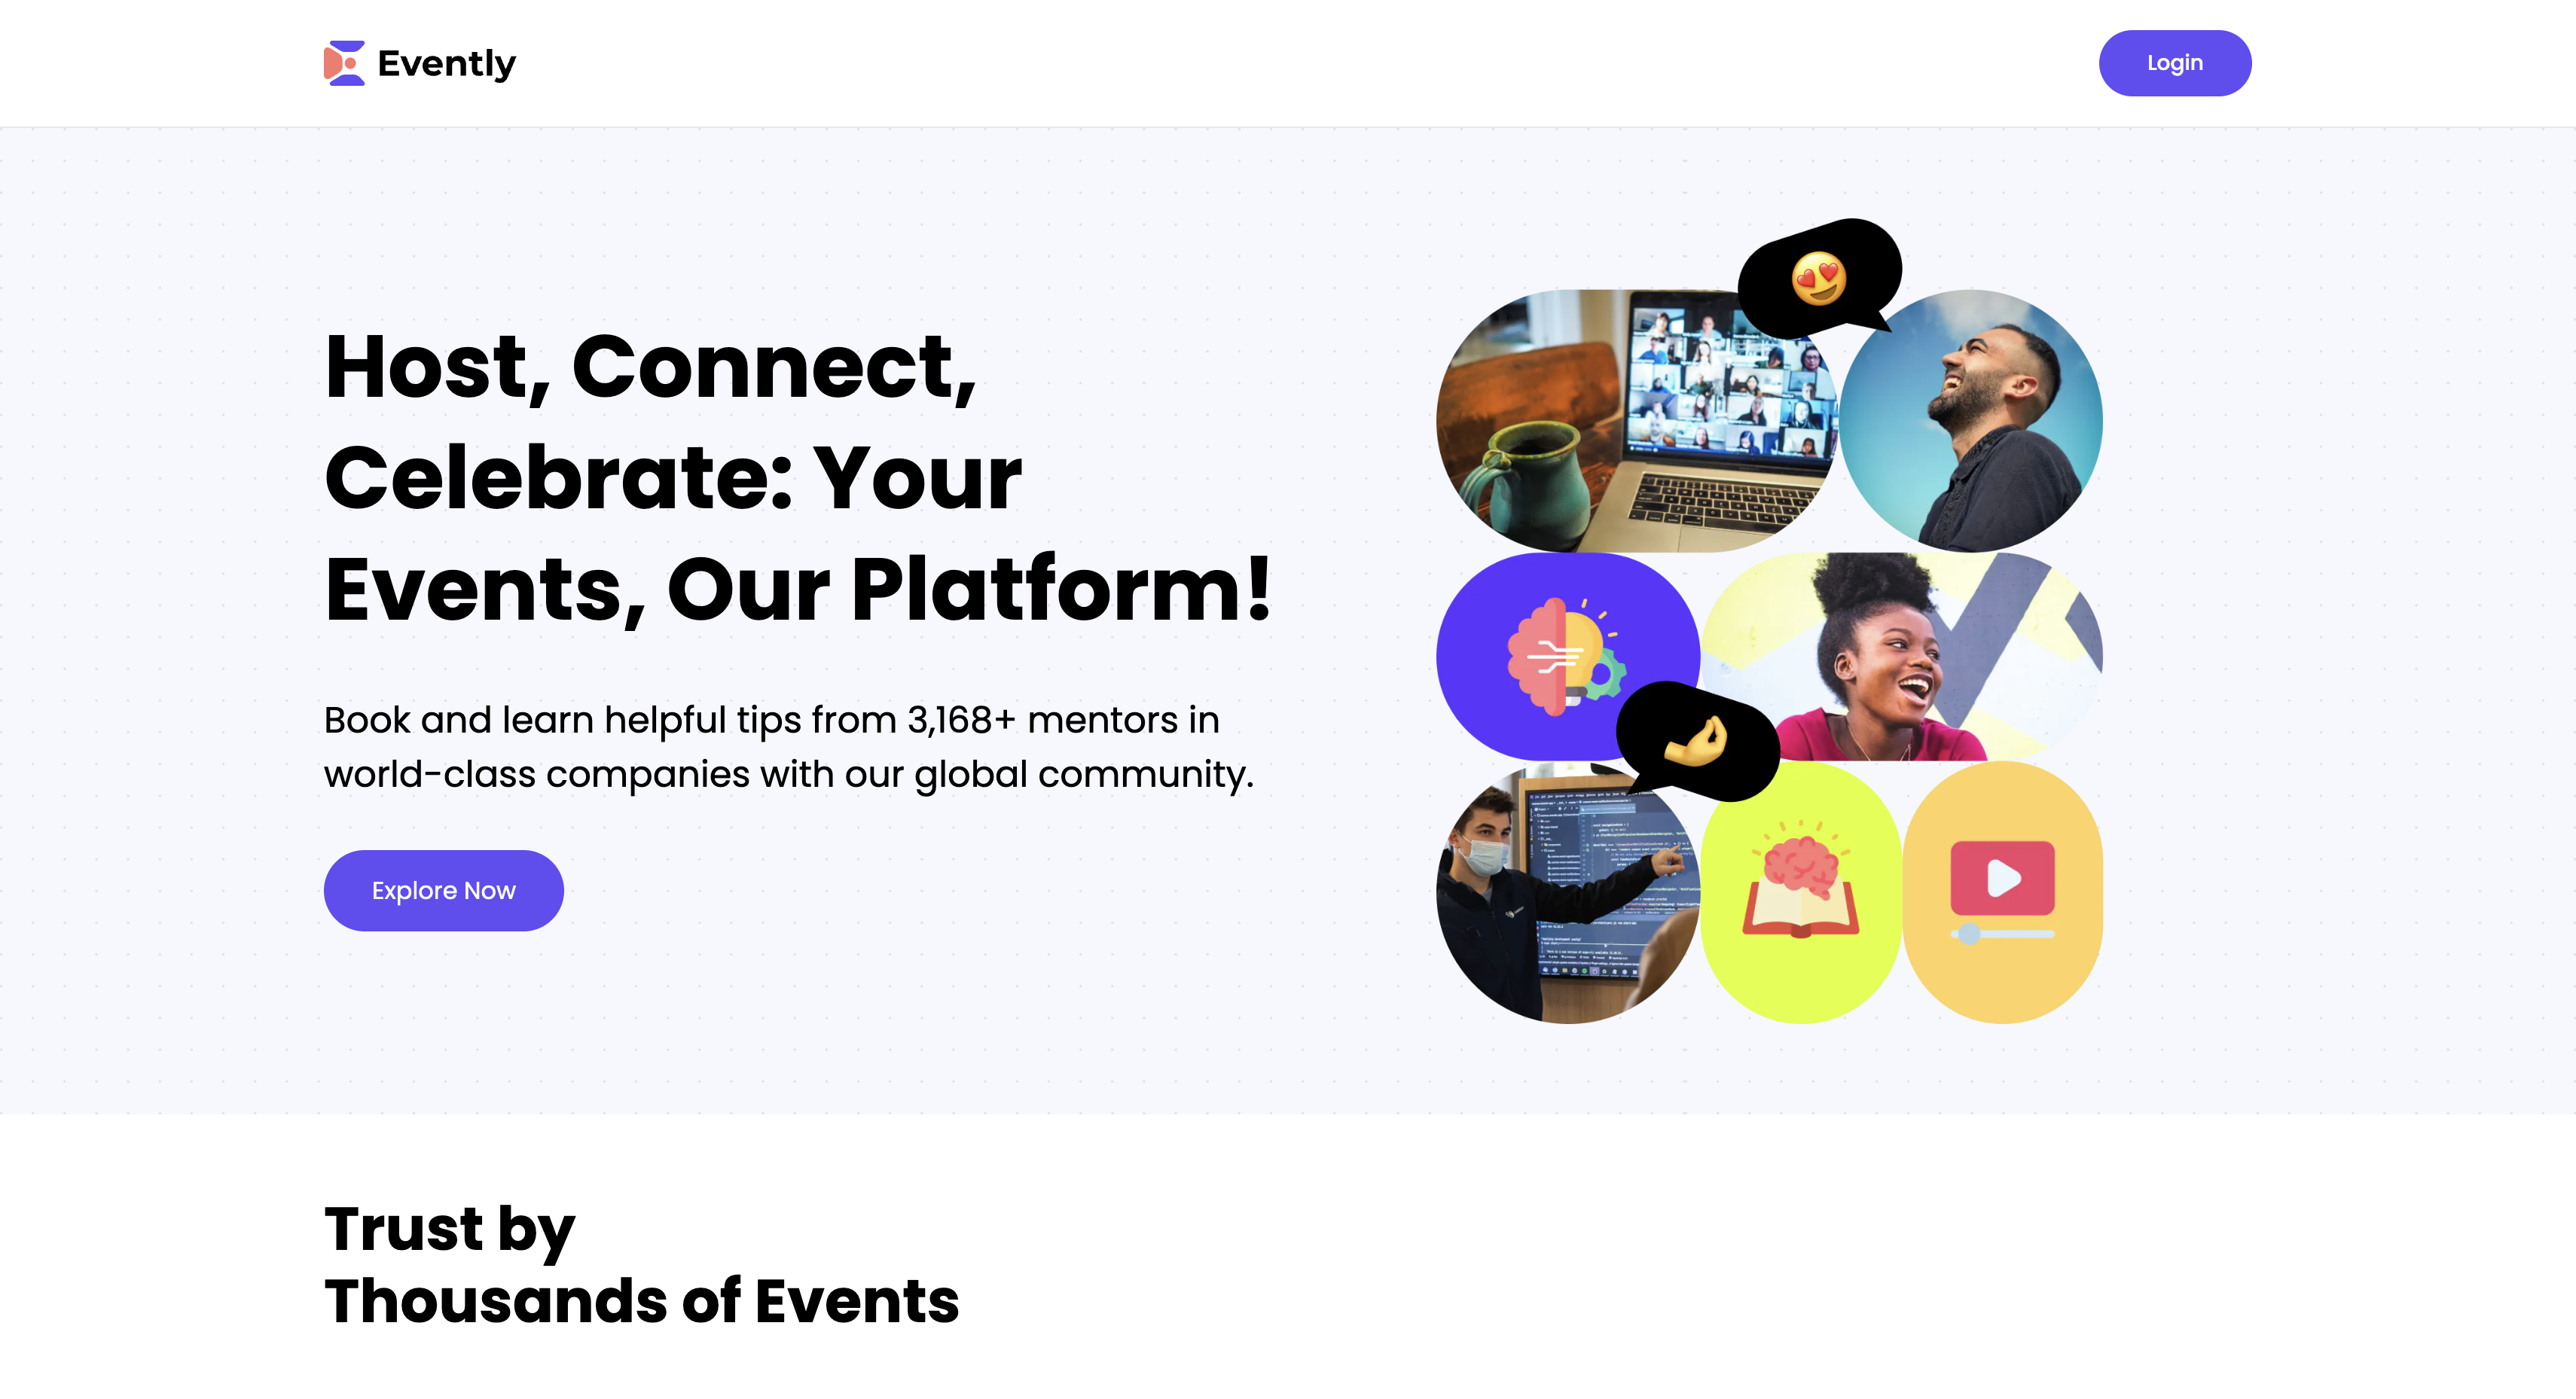 Evently
Login
Host, Connect,
Celebrate: Your
Events, Our Platform!
Book and learn helpful tips from 3,168+ mentors in
world-class companies with our global community.
Explore Now
Trust by
Thousands of Events